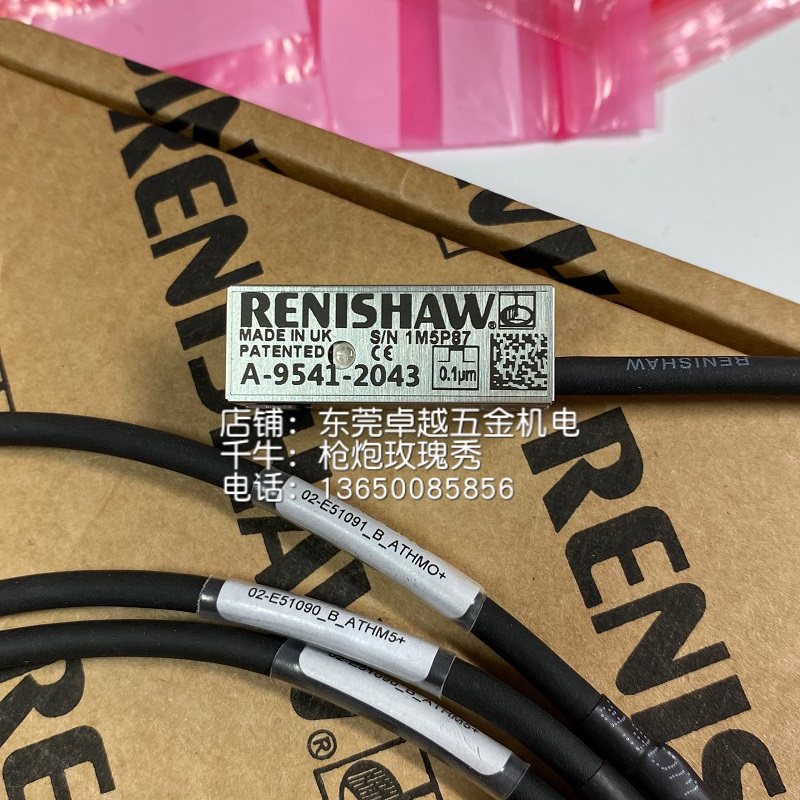 RENISHAW®
MADE IN UK S/N 1M5P87
PATENTED CE
A-9541-2043 0.1μm
RENISHAW RENISHAW
店铺：东莞卓越五金机电
千牛：枪炮玫瑰秀
电话：13650085856
02-E51091_B_ATHMO+
02-E51090_B_ATHM5+
RENISHAW
RENIS